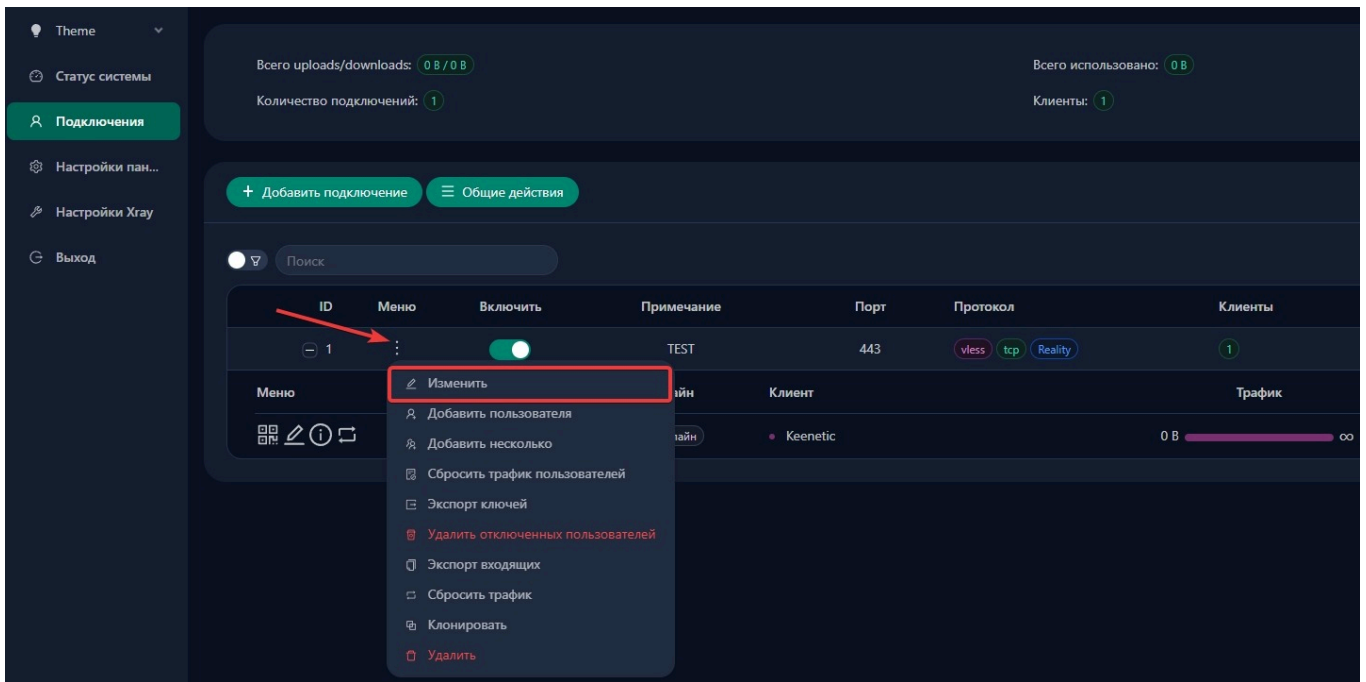 Theme
Статус системы
Подключения
Настройки пан...
Настройки Xray
Выход
Всего uploads/downloads: 0 B / 0 B
Всего использовано: 0 B
Количество подключений: 1
Клиенты: 1
+ Добавить подключение
Общие действия
Поиск
ID Меню Включить Примечание Порт Протокол Клиенты
1 TEST 443 vless tcp Reality 1
Меню йн Клиент Трафик
лайн Keenetic 0 B ∞
Изменить
Добавить пользователя
Добавить несколько
Сбросить трафик пользователей
Экспорт ключей
Удалить отключенных пользователей
Экспорт входящих
Сбросить трафик
Клонировать
Удалить